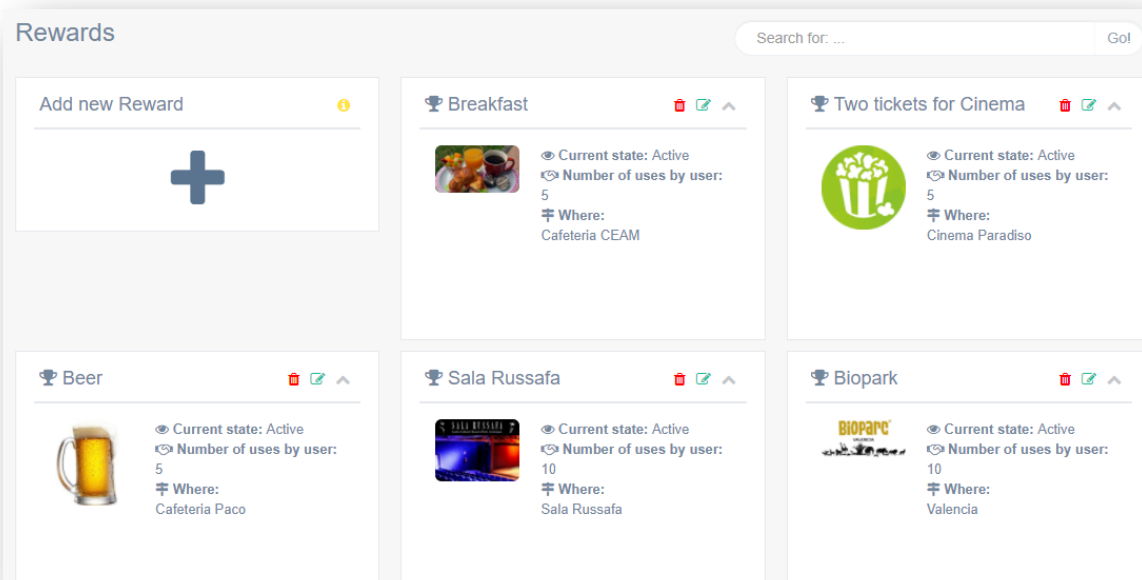 Rewards
Search for: ...
Go!
Add new Reward
Breakfast
Current state: Active
Number of uses by user:
5
Where:
Cafeteria CEAM
Two tickets for Cinema
Current state: Active
Number of uses by user:
5
Where:
Cinema Paradiso
Beer
Current state: Active
Number of uses by user:
5
Where:
Cafeteria Paco
Sala Russafa
SALA RUSSAFA
Current state: Active
Number of uses by user:
10
Where:
Sala Russafa
Biopark
BIOPARC
VALENCIA
Current state: Active
Number of uses by user:
10
Where:
Valencia